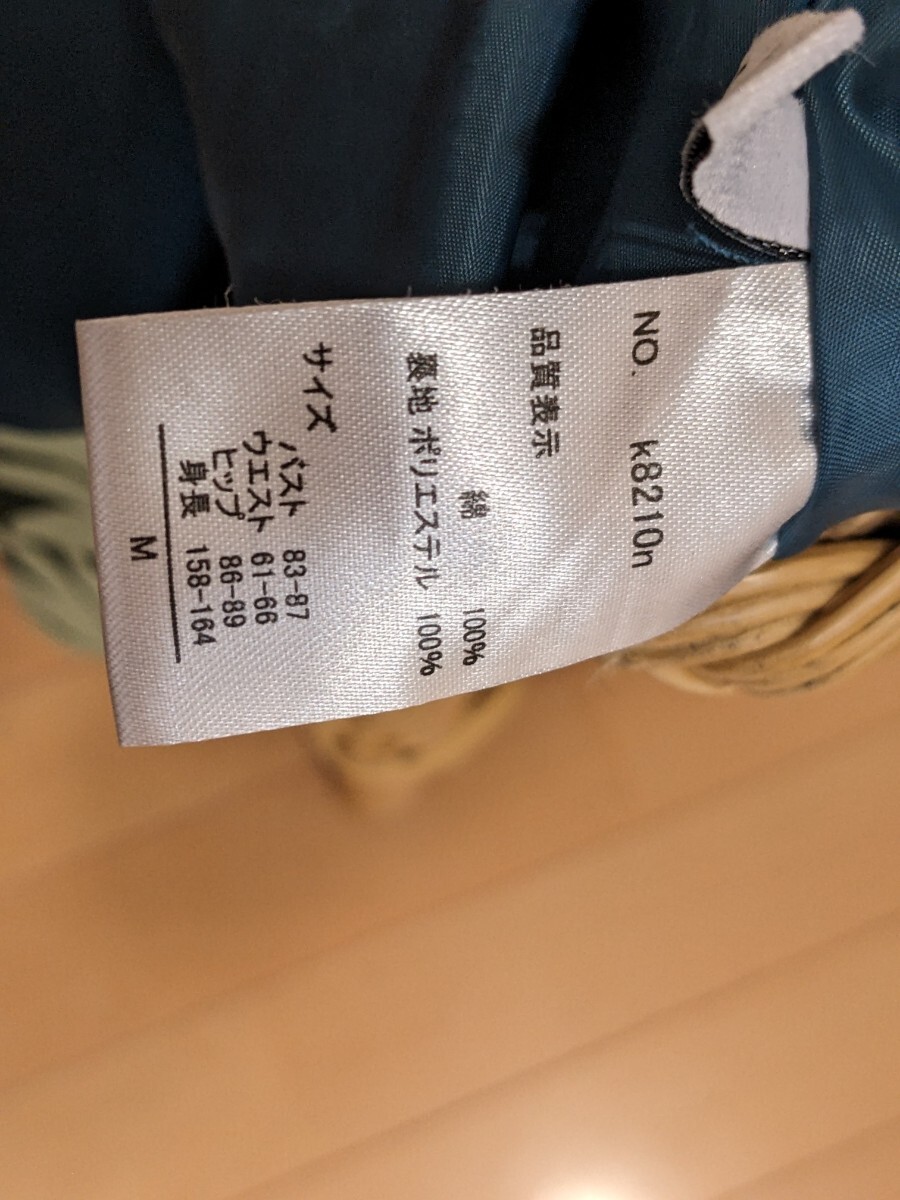 NO. k8210n
品質表示
綿 100%
裏地 ポリエステル 100%
サイズ
バスト 83-87
ウエスト 61-66
ヒップ 86-89
身長 158-164
M